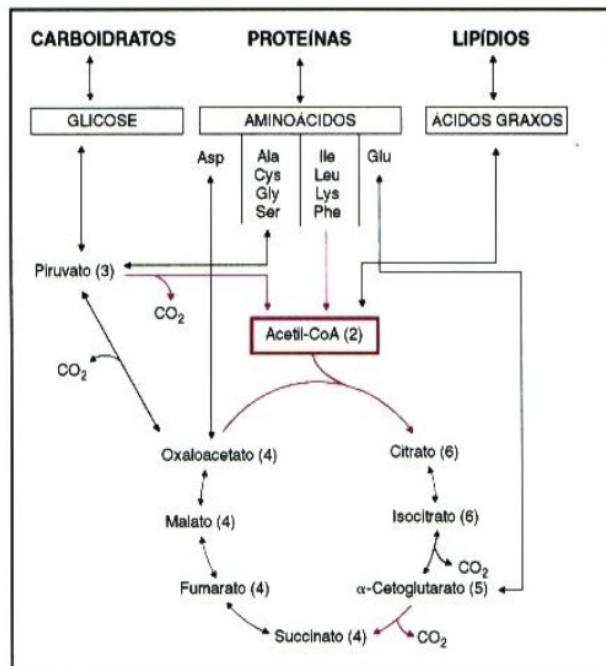 CARBOIDRATOS PROTEÍNAS LIPÍDIOS
GLICOSE AMINOÁCIDOS ÁCIDOS GRAXOS
Asp Ala Ile Glu
Cys Leu
Gly Lys
Ser Phe
Piruvato (3)
CO₂
Acetil-CoA (2)
CO₂
Oxaloacetato (4) Citrato (6)
Malato (4) Isocitrato (6)
CO₂
Fumarato (4) α-Cetoglutarato (5)
Succinato (4) CO₂